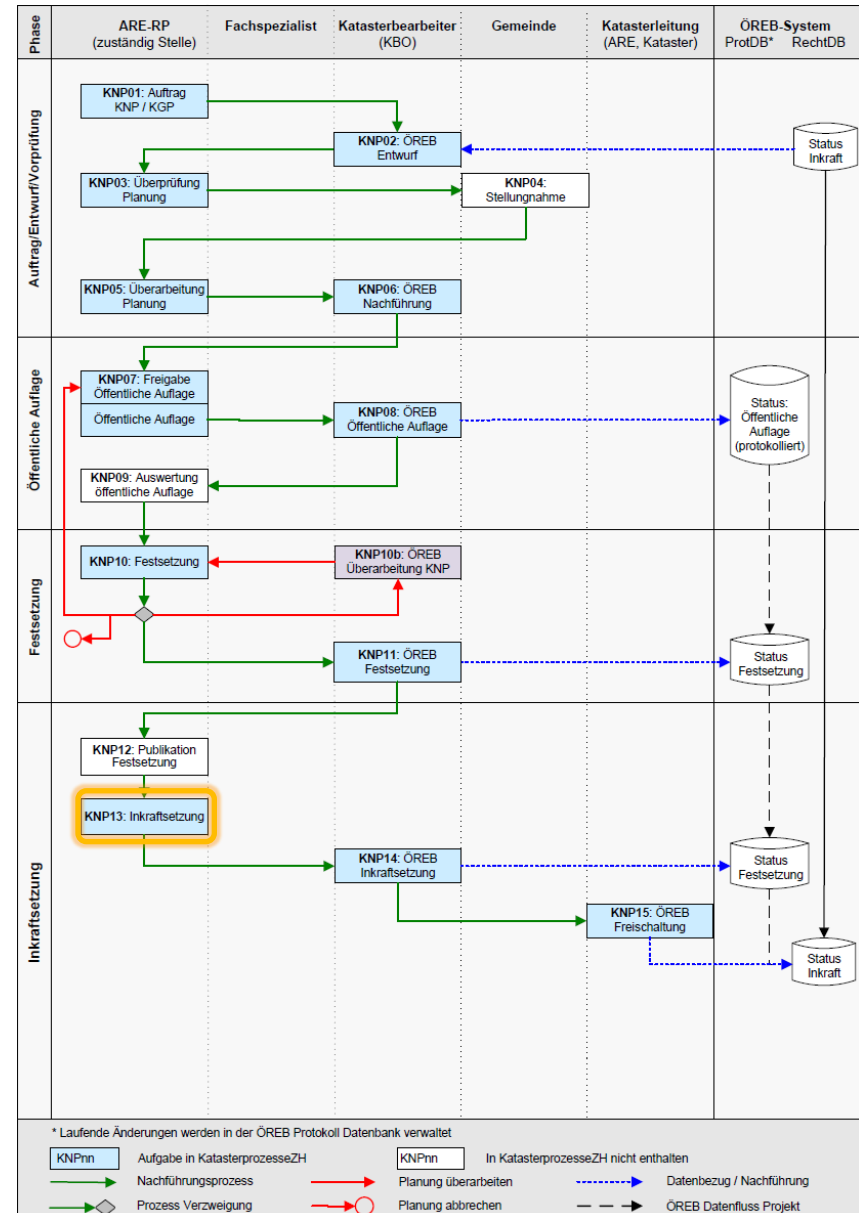 Phase
ARE-RP
(zuständig Stelle)
Fachspezialist
Katasterbearbeiter
(KBO)
Gemeinde
Katasterleitung
(ARE, Kataster)
ÖREB-System
ProtDB* RechtDB
Auftrag/Entwurf/Vorprüfung
KNP01: Auftrag
KNP / KGP
KNP02: ÖREB
Entwurf
Status
Inkraft
KNP03: Überprüfung
Planung
KNP04:
Stellungnahme
KNP05: Überarbeitung
Planung
KNP06: ÖREB
Nachführung
Öffentliche Auflage
KNP07: Freigabe
Öffentliche Auflage
Öffentliche Auflage
KNP08: ÖREB
Öffentliche Auflage
Status:
Öffentliche
Auflage
(protokolliert)
KNP09: Auswertung
öffentliche Auflage
Festsetzung
KNP10: Festsetzung
KNP10b: ÖREB
Überarbeitung KNP
KNP11: ÖREB
Festsetzung
Status
Festsetzung
Inkraftsetzung
KNP12: Publikation
Festsetzung
KNP13: Inkraftsetzung
KNP14: ÖREB
Inkraftsetzung
Status
Festsetzung
KNP15: ÖREB
Freischaltung
Status
Inkraft
* Laufende Änderungen werden in der ÖREB Protokoll Datenbank verwaltet
KNPnn Aufgabe in KatasterprozesseZH KNPnn In KatasterprozesseZH nicht enthalten
Nachführungsprozess Planung überarbeiten Datenbezug / Nachführung
Prozess Verzweigung Planung abbrechen ÖREB Datenfluss Projekt